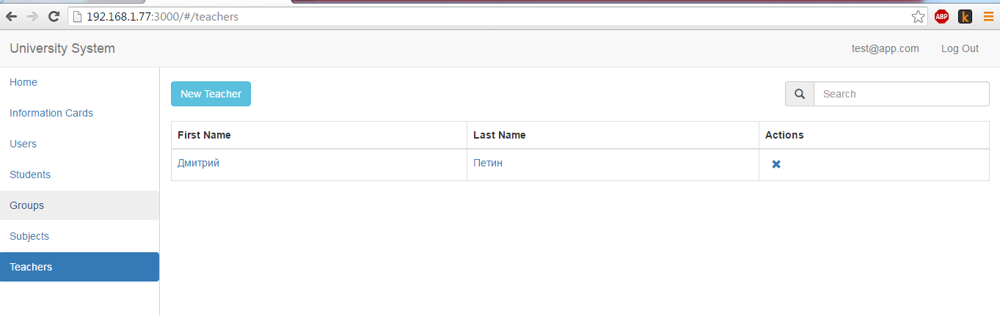 192.168.1.77:3000/#/teachers
ABP
k
University System
test@app.com
Log Out
Home
Information Cards
Users
Students
Groups
Subjects
Teachers
New Teacher
Search
First Name
Last Name
Actions
Дмитрий
Петин